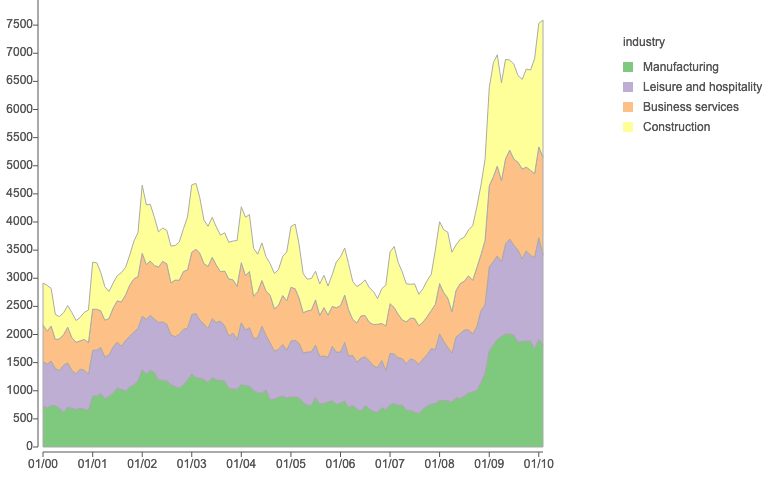 7500
7000
6500
6000
5500
5000
4500
4000
3500
3000
2500
2000
1500
1000
500
0
01/00 01/01 01/02 01/03 01/04 01/05 01/06 01/07 01/08 01/09 01/10
industry
Manufacturing
Leisure and hospitality
Business services
Construction